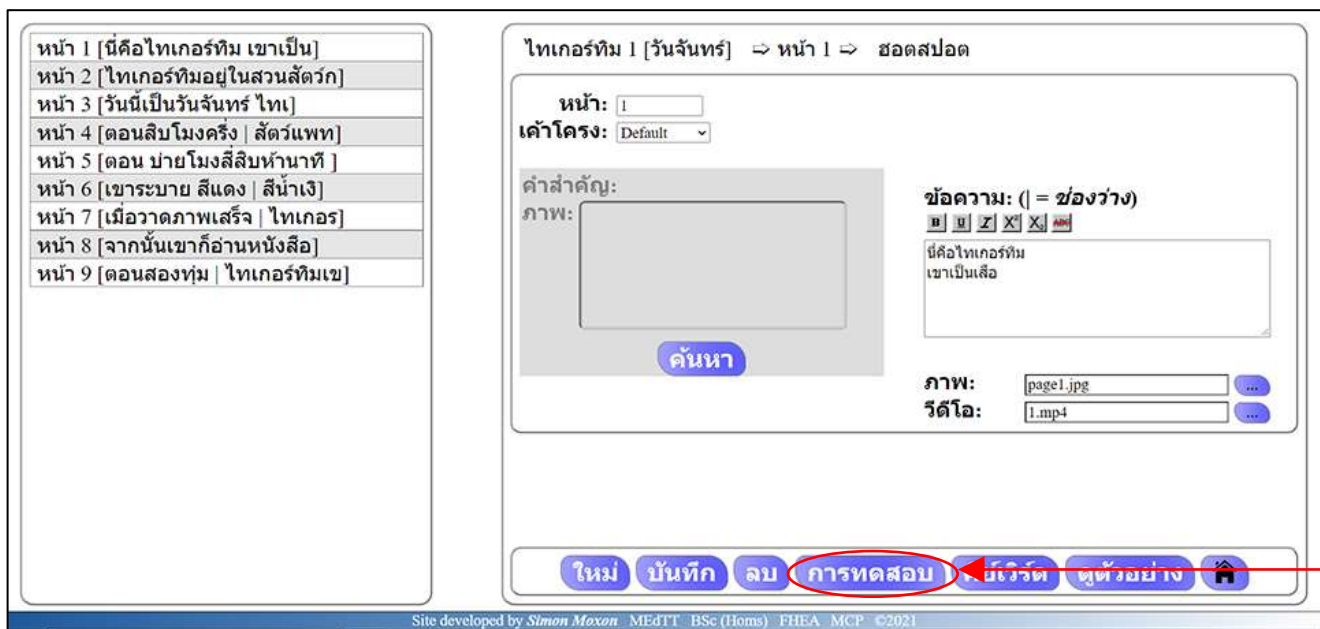 หน้า 1 [นี่คือไทเกอร์ทิม เขาเป็น]
หน้า 2 [ไทเกอร์ทิมอยู่ในสวนสัตว์ก]
หน้า 3 [วันนี้เป็นวันจันทร์ ไทเ]
หน้า 4 [ตอนสิบโมงครึ่ง | สัตว์แพท]
หน้า 5 [ตอน บ่ายโมงสี่สิบห้านาที ]
หน้า 6 [เขาระบาย สีแดง | สีน้ำเงิ]
หน้า 7 [เมื่อวาดภาพเสร็จ | ไทเกอร]
หน้า 8 [จากนั้นเขาก็อ่านหนังสือ]
หน้า 9 [ตอนสองทุ่ม | ไทเกอร์ทิมเข]
ไทเกอร์ทิม 1 [วันจันทร์] ⇨ หน้า 1 ⇨ ฮอตสปอต
หน้า: 1
เค้าโครง: Default
คำสำคัญ:
ภาพ:
ค้นหา
ข้อความ: (| = ช่องว่าง)
B U I X² X₂ ABC
นี่คือไทเกอร์ทิม
เขาเป็นเสือ
ภาพ: page1.jpg ...
วีดีโอ: 1.mp4 ...
ใหม่ บันทึก ลบ การทดสอบ ดูตัวอย่าง
Site developed by Simon Moxon MEdTT BSc (Homs) FHEA MCP ©2021